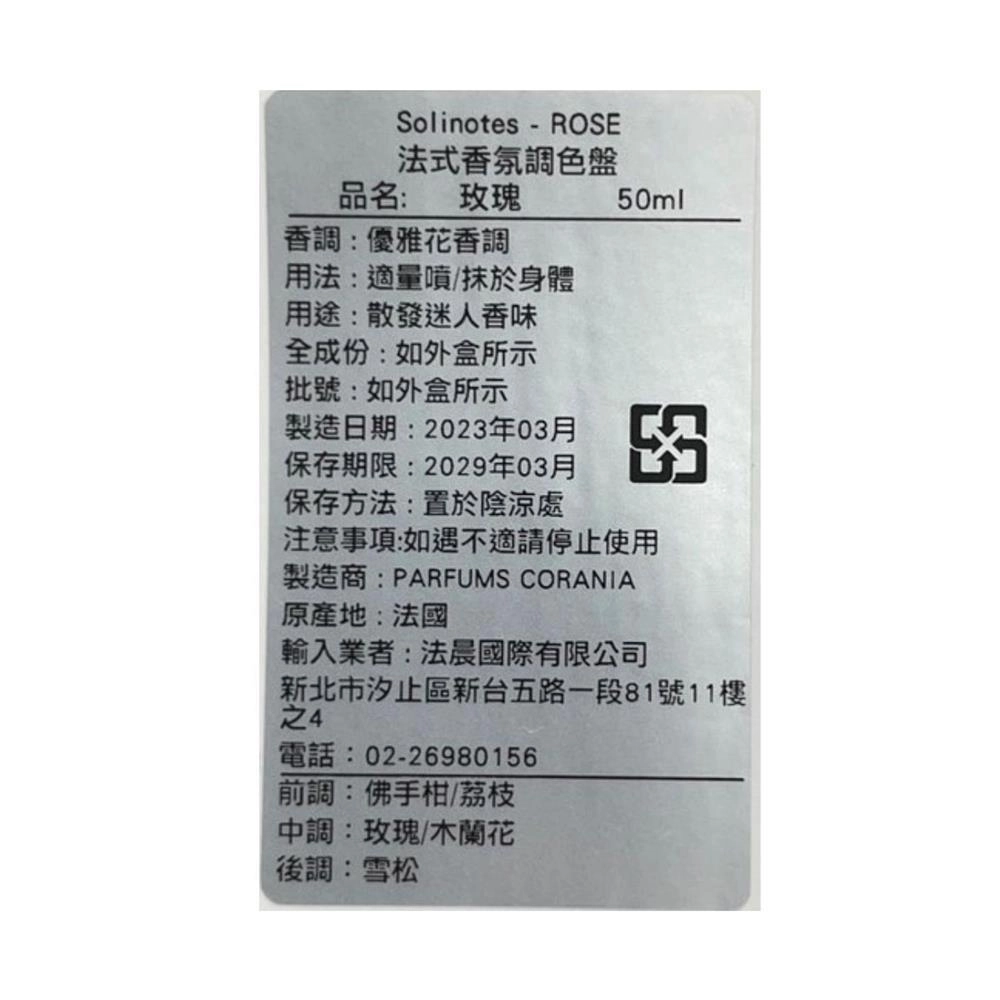 Solinotes - ROSE
法式香氛調色盤
品名: 玫瑰 50ml
香調：優雅花香調
用法：適量噴/抹於身體
用途：散發迷人香味
全成份：如外盒所示
批號：如外盒所示
製造日期：2023年03月
保存期限：2029年03月
保存方法：置於陰涼處
注意事項:如遇不適請停止使用
製造商：PARFUMS CORANIA
原產地：法國
輸入業者：法晨國際有限公司
新北市汐止區新台五路一段81號11樓
之4
電話：02-26980156
前調：佛手柑/荔枝
中調：玫瑰/木蘭花
後調：雪松